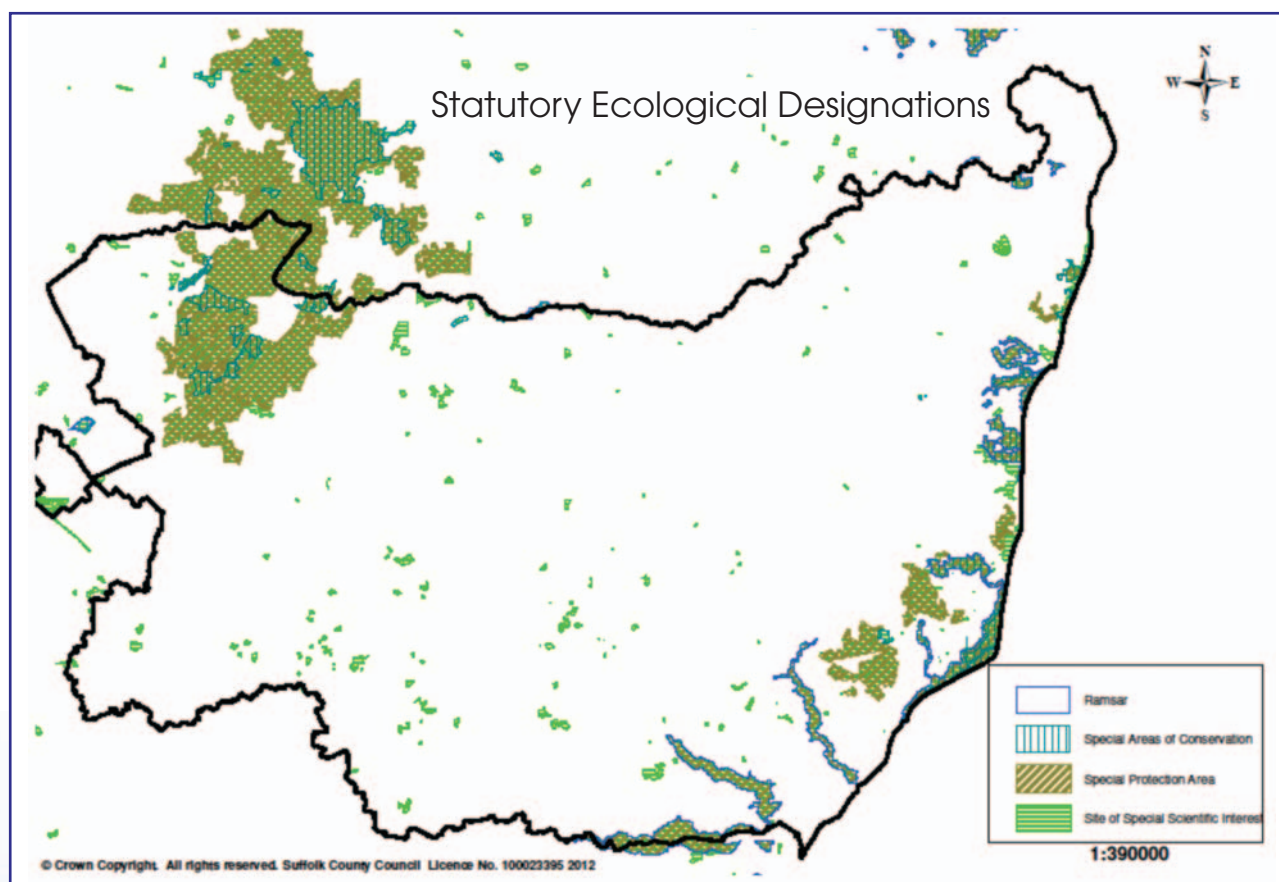 Statutory Ecological Designations
N
W E
S
Ramsar
Special Areas of Conservation
Special Protection Area
Site of Special Scientific Interest
1:390000
© Crown Copyright. All rights reserved. Suffolk County Council Licence No. 100023395 2012